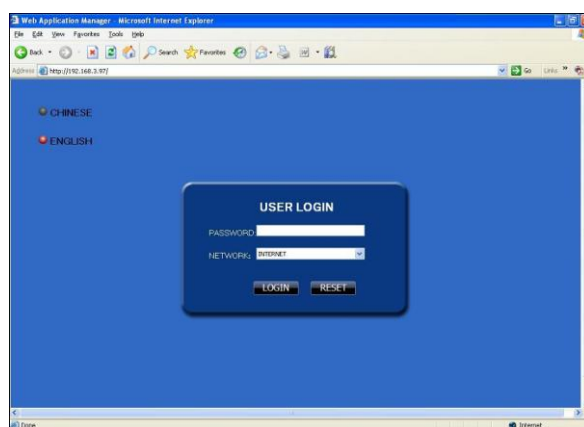 Web Application Manager - Microsoft Internet Explorer
File Edit View Favorites Tools Help
Back Search Favorites
Address http://192.168.3.97/ Go Links »
CHINESE
ENGLISH
USER LOGIN
PASSWORD:
NETWORK: INTERNET
LOGIN RESET
Done Internet